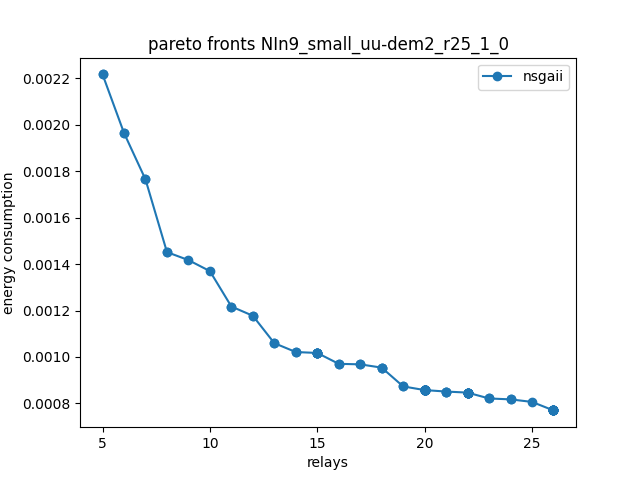 pareto fronts NIn9_small_uu-dem2_r25_1_0
nsgaii
energy consumption
0.0022
0.0020
0.0018
0.0016
0.0014
0.0012
0.0010
0.0008
5 10 15 20 25
relays